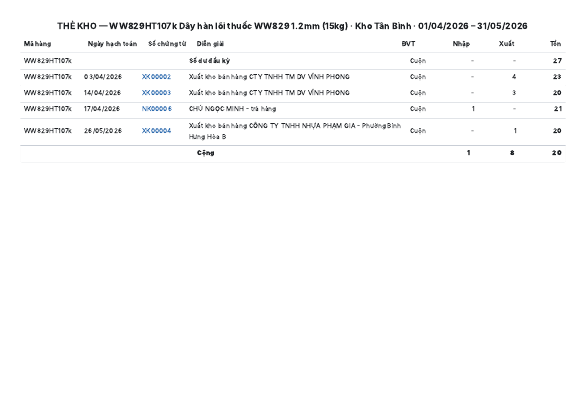 THẺ KHO — WW829HT107k Dây hàn lõi thuốc WW829 1.2mm (15kg) · Kho Tân Bình · 01/04/2026 – 31/05/2026
Mã hàng Ngày hạch toán Số chứng từ Diễn giải ĐVT Nhập Xuất Tồn
WW829HT107k Số dư đầu kỳ Cuộn – – 27
WW829HT107k 03/04/2026 XK00002 Xuất kho bán hàng CTY TNHH TM DV VĨNH PHONG Cuộn – 4 23
WW829HT107k 14/04/2026 XK00003 Xuất kho bán hàng CTY TNHH TM DV VĨNH PHONG Cuộn – 3 20
WW829HT107k 17/04/2026 NK00006 CHÚ NGỌC MINH - trả hàng Cuộn 1 – 21
WW829HT107k 26/05/2026 XK00004 Xuất kho bán hàng CÔNG TY TNHH NHỰA PHẠM GIA - Phường Bình Hưng Hòa B Cuộn – 1 20
Cộng 1 8 20